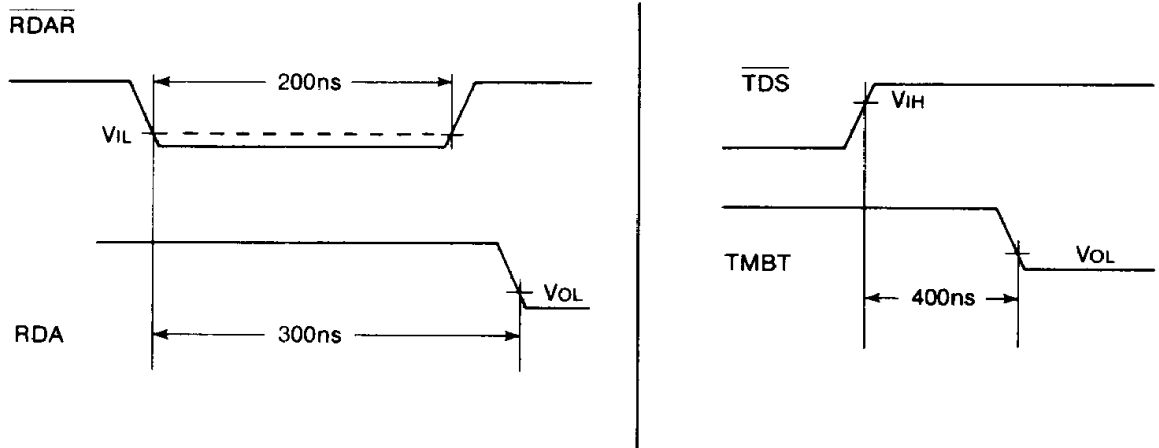 RDAR
200ns
VIL
VOL
RDA
300ns
TDS
VIH
TMBT
VOL
400ns